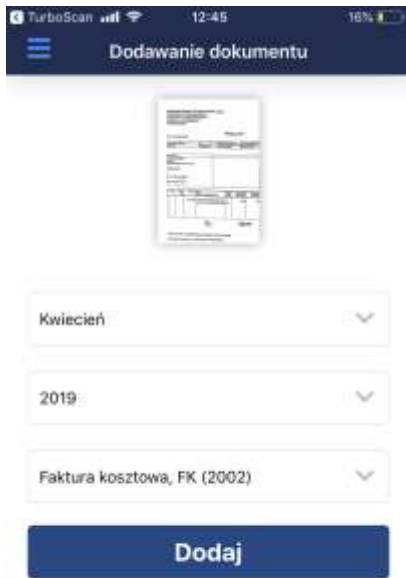 TurboScan 12:45 16%
Dodawanie dokumentu
Kwiecień
2019
Faktura kosztowa, FK (2002)
Dodaj